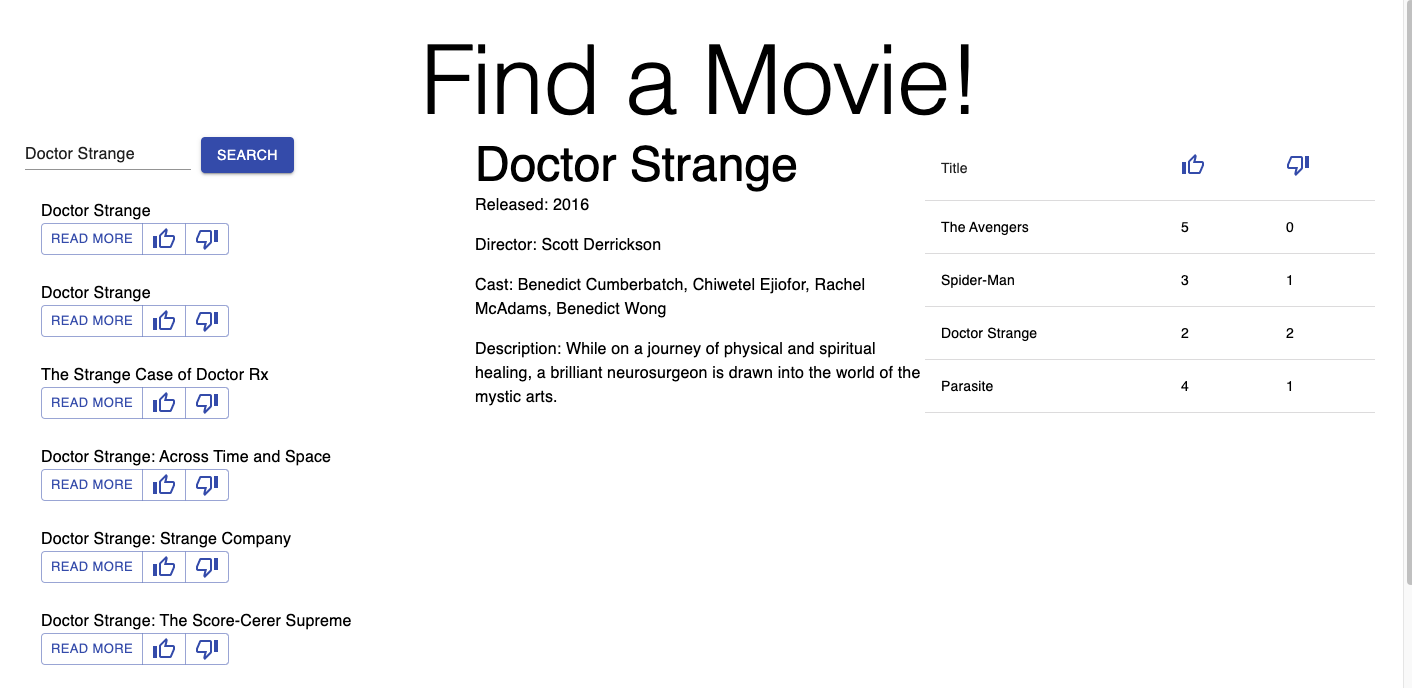 Find a Movie!
Doctor Strange
SEARCH
Doctor Strange
READ MORE
Doctor Strange
READ MORE
The Strange Case of Doctor Rx
READ MORE
Doctor Strange: Across Time and Space
READ MORE
Doctor Strange: Strange Company
READ MORE
Doctor Strange: The Score-Cerer Supreme
READ MORE
Doctor Strange
Released: 2016
Director: Scott Derrickson
Cast: Benedict Cumberbatch, Chiwetel Ejiofor, Rachel
McAdams, Benedict Wong
Description: While on a journey of physical and spiritual
healing, a brilliant neurosurgeon is drawn into the world of the
mystic arts.
Title
The Avengers 5 0
Spider-Man 3 1
Doctor Strange 2 2
Parasite 4 1